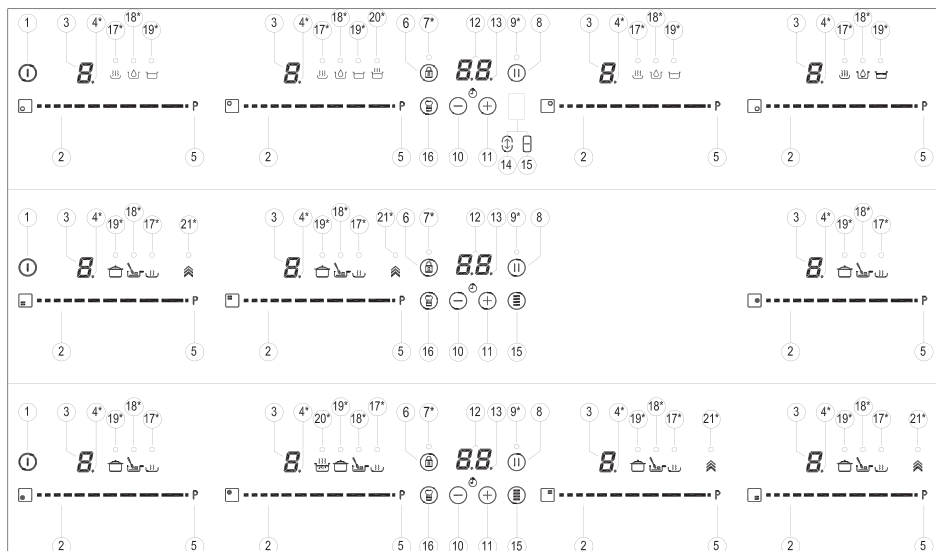 18* 18* 20* 18* 18*
1 3 4* 17* 19* 3 4* 17* 19* 6 7* 12 13 9* 8 3 4* 17* 19* 3 4* 17* 19*
8. 8. 8.8. 8. 8.
P P P P
2 5 2 5 16 10 11 14 15 2 5 2 5
18* 18* 18*
1 3 4* 19* 17* 21* 3 4* 19* 17* 21* 6 7* 12 13 9* 8 3 4* 19* 17*
8. 8. 8.8. 8.
P P P
2 5 2 5 16 10 11 15 2 5
18* 19* 17* 18* 18*
1 3 4* 19* 17* 3 4* 20* 18* 6 7* 12 13 9* 8 3 4* 19* 17* 21* 3 4* 19* 17* 21*
8. 8. 8.8. 8. 8.
P P P P
2 5 2 5 16 10 11 15 2 5 2 5